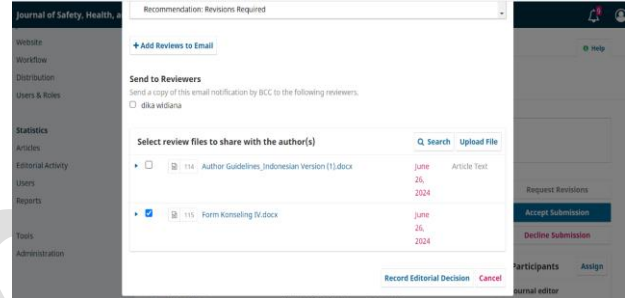 Journal of Safety, Health, a
Recommendation: Revisions Required
Website
Workflow
Distribution
Users & Roles
Statistics
Articles
Editorial Activity
Users
Reports
Tools
Administration
+ Add Reviews to Email
Send to Reviewers
Send a copy of this email notification by BCC to the following reviewers.
dika widiana
Select review files to share with the author(s)
Search
Upload File
114 Author Guidelines_Indonesian Version (1).docx
June 26, 2024
Article Text
115 Form Konseling IV.docx
June 26, 2024
Record Editorial Decision
Cancel
Help
Request Revisions
Accept Submission
Decline Submission
Participants
Assign
ournal editor